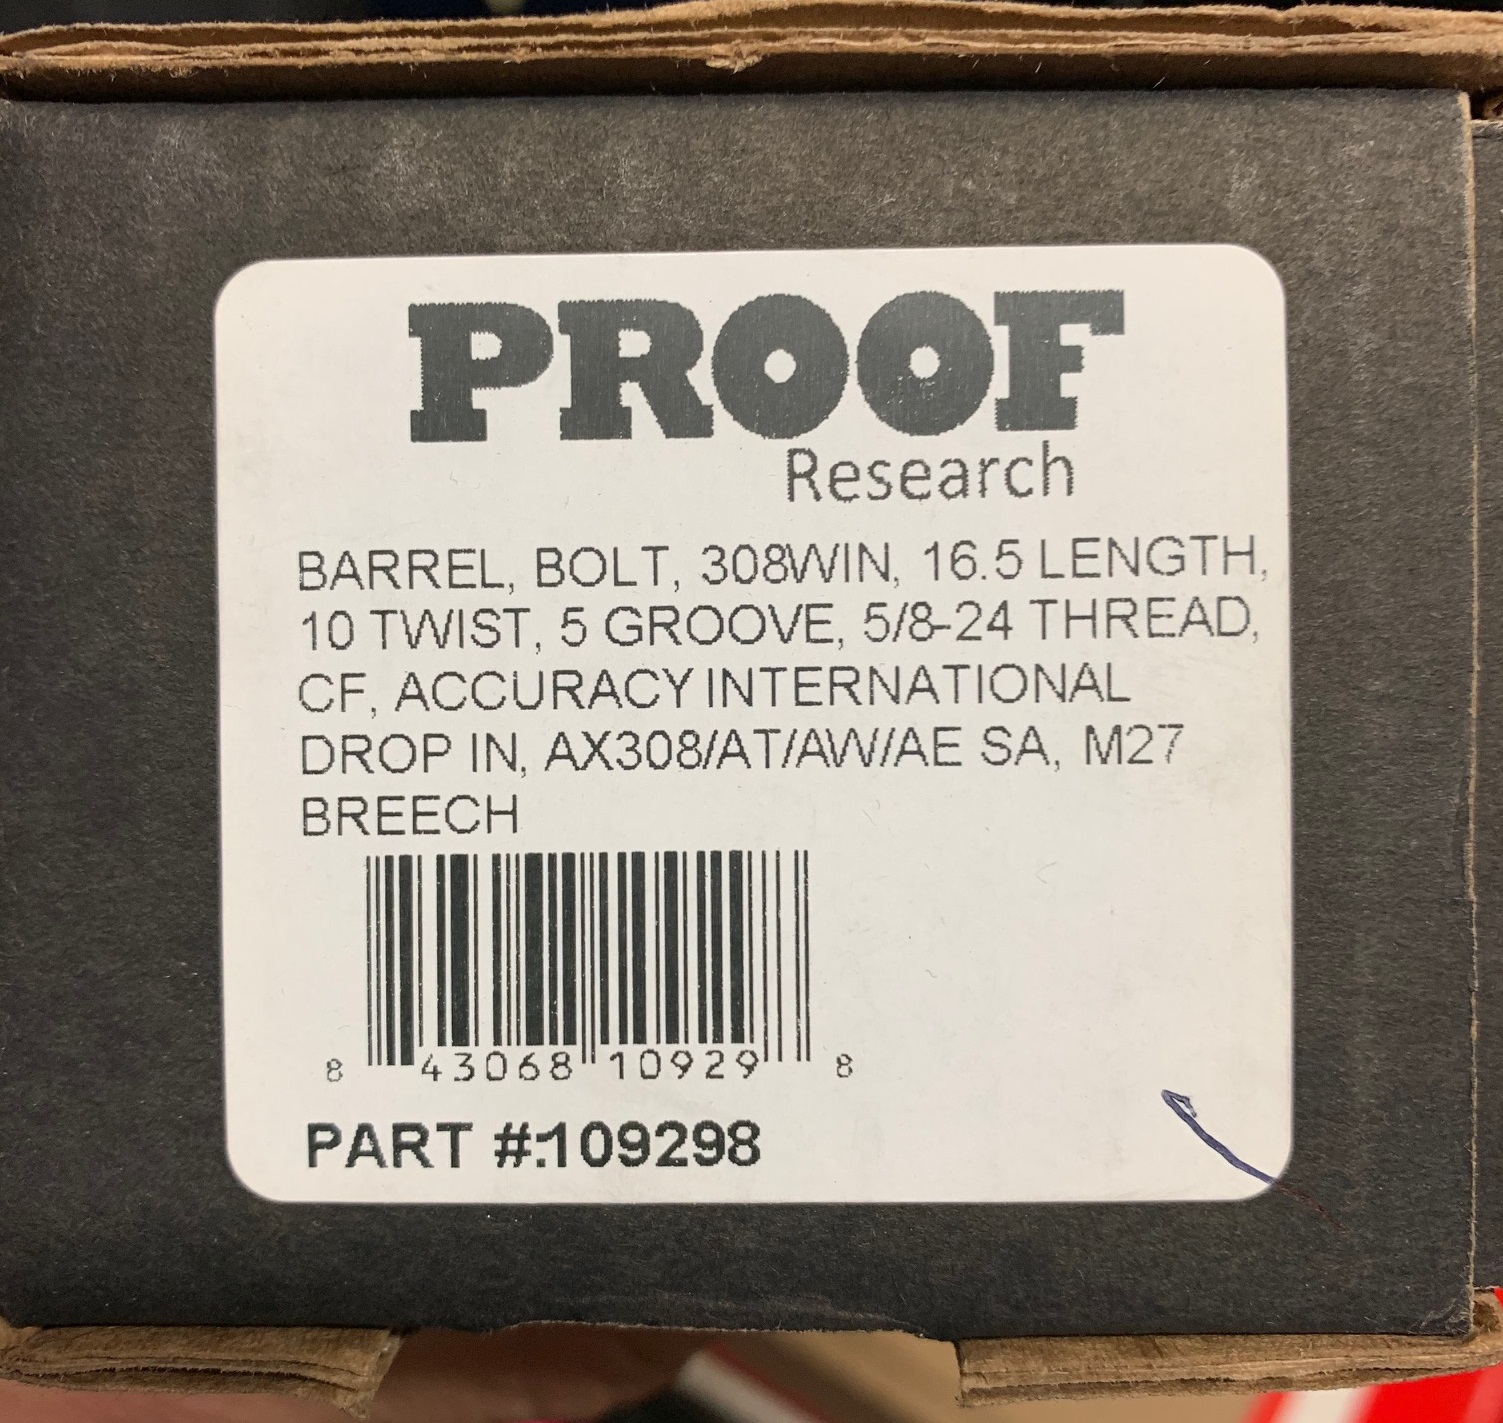 PROOF
Research
BARREL, BOLT, 308WIN, 16.5 LENGTH,
10 TWIST, 5 GROOVE, 5/8-24 THREAD,
CF, ACCURACY INTERNATIONAL
DROP IN, AX308/AT/AW/AE SA, M27
BREECH
8 43068 10929 8
PART #:109298